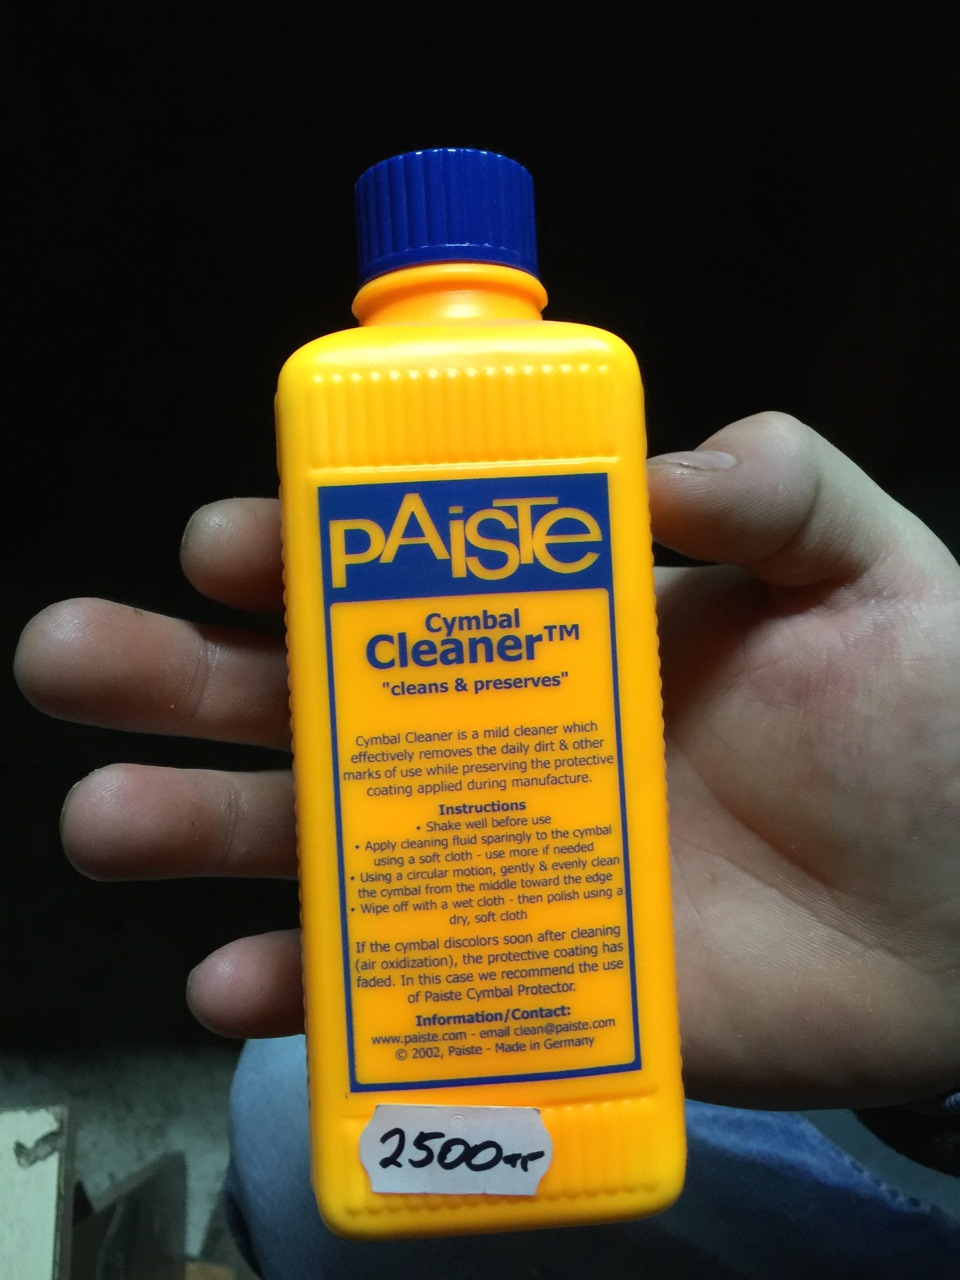 PAiSTe
Cymbal
Cleaner™
"cleans & preserves"
Cymbal Cleaner is a mild cleaner which
effectively removes the daily dirt & other
marks of use while preserving the protective
coating applied during manufacture.
Instructions
• Shake well before use
• Apply cleaning fluid sparingly to the cymbal
using a soft cloth - use more if needed
• Using a circular motion, gently & evenly clean
the cymbal from the middle toward the edge
• Wipe off with a wet cloth - then polish using a
dry, soft cloth
If the cymbal discolors soon after cleaning
(air oxidization), the protective coating has
faded. In this case we recommend the use
of Paiste Cymbal Protector.
Information/Contact:
www.paiste.com - email clean@paiste.com
© 2002, Paiste - Made in Germany
2500